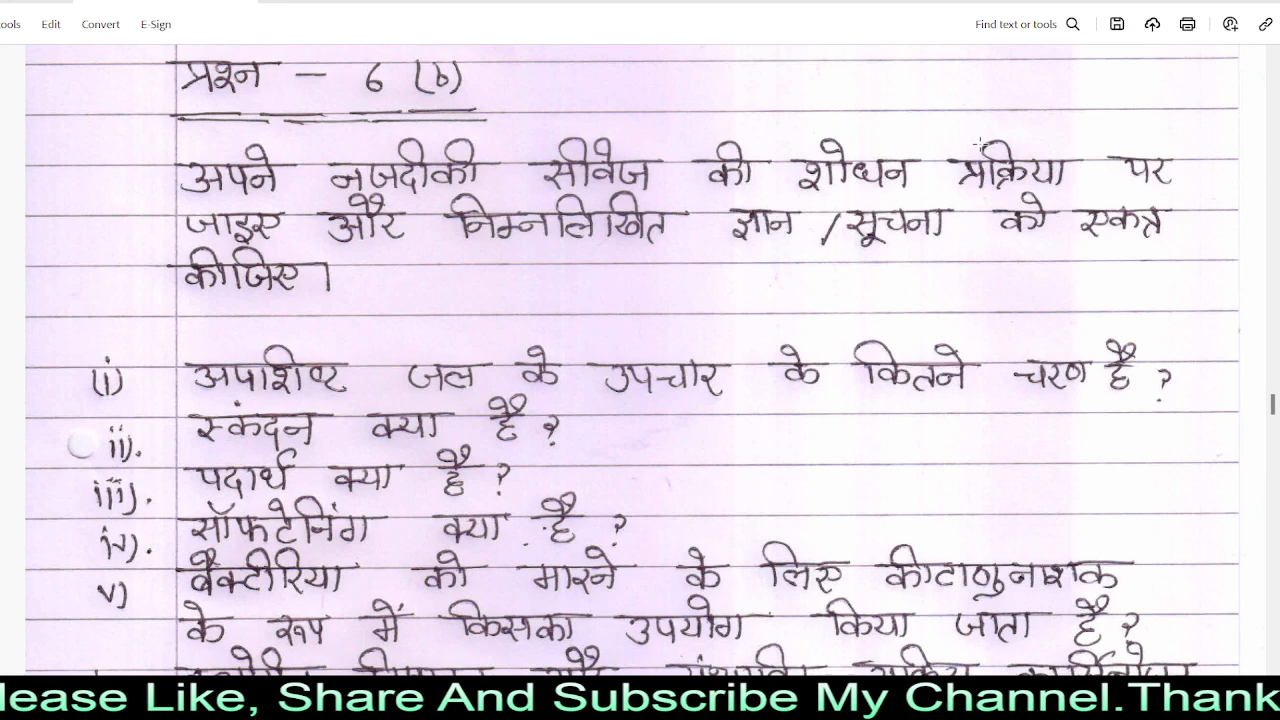 ools Edit Convert E-Sign Find text or tools
प्रश्न - 6 (b)
अपने नजदीकी सीवेज की शोधन प्रक्रिया पर
जाइए और निम्नलिखित ज्ञान /सूचना को एकत्र
कीजिए।
(i) अपशिष्ट जल के उपचार के कितने चरण है ?
ii). स्कंदन क्या है ?
iii). पदार्थ क्या है ?
iv). सॉफटेनिंग क्या है ?
v) बैक्टीरिया को मारने के लिए कीटाणुनाशक
के रूप में किसका उपयोग किया जाता है ?
lease Like, Share And Subscribe My Channel.Thank